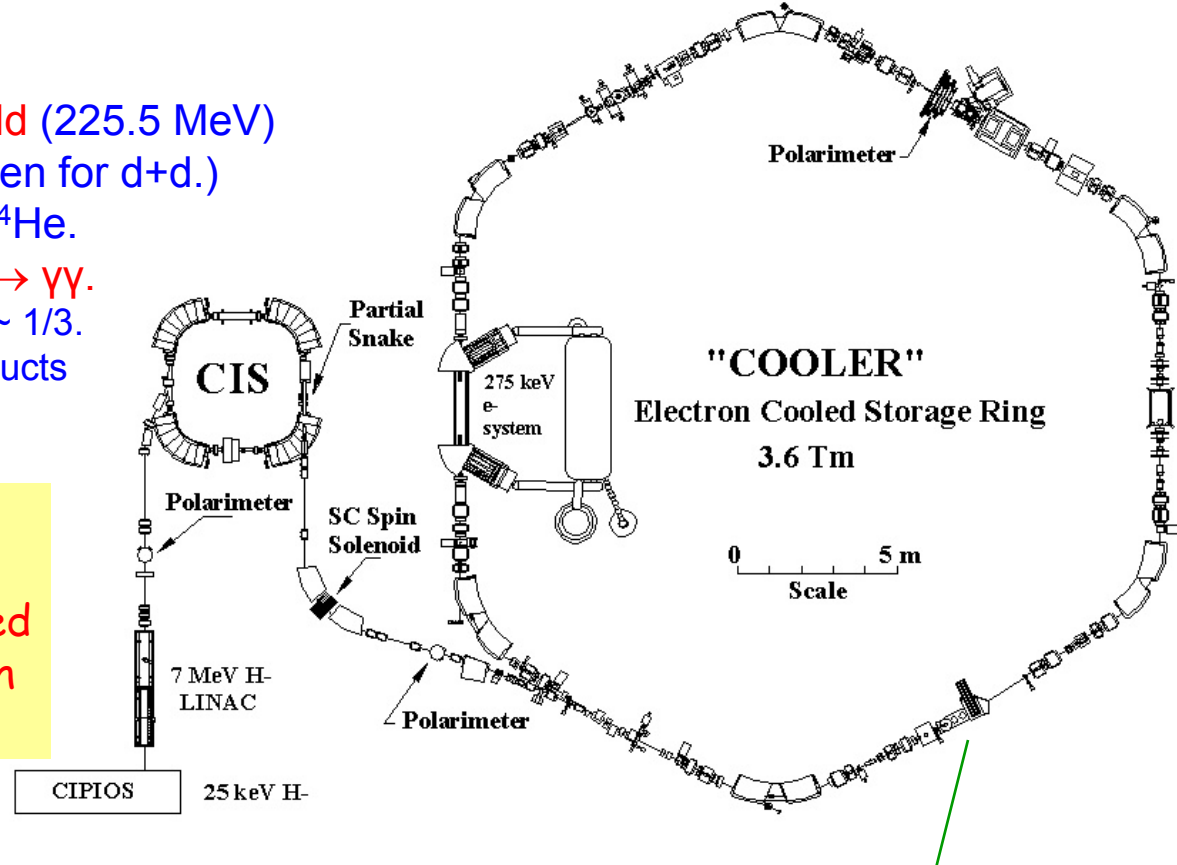 ld (225.5 MeV)
en for d+d.)
⁴He.
→ γγ.
~ 1/3.
ucts
ed
n
CIS
Partial
Snake
Polarimeter
SC Spin
Solenoid
7 MeV H-
LINAC
Polarimeter
CIPIOS
25 keV H-
275 keV
e-
system
Polarimeter
"COOLER"
Electron Cooled Storage Ring
3.6 Tm
0 5 m
Scale